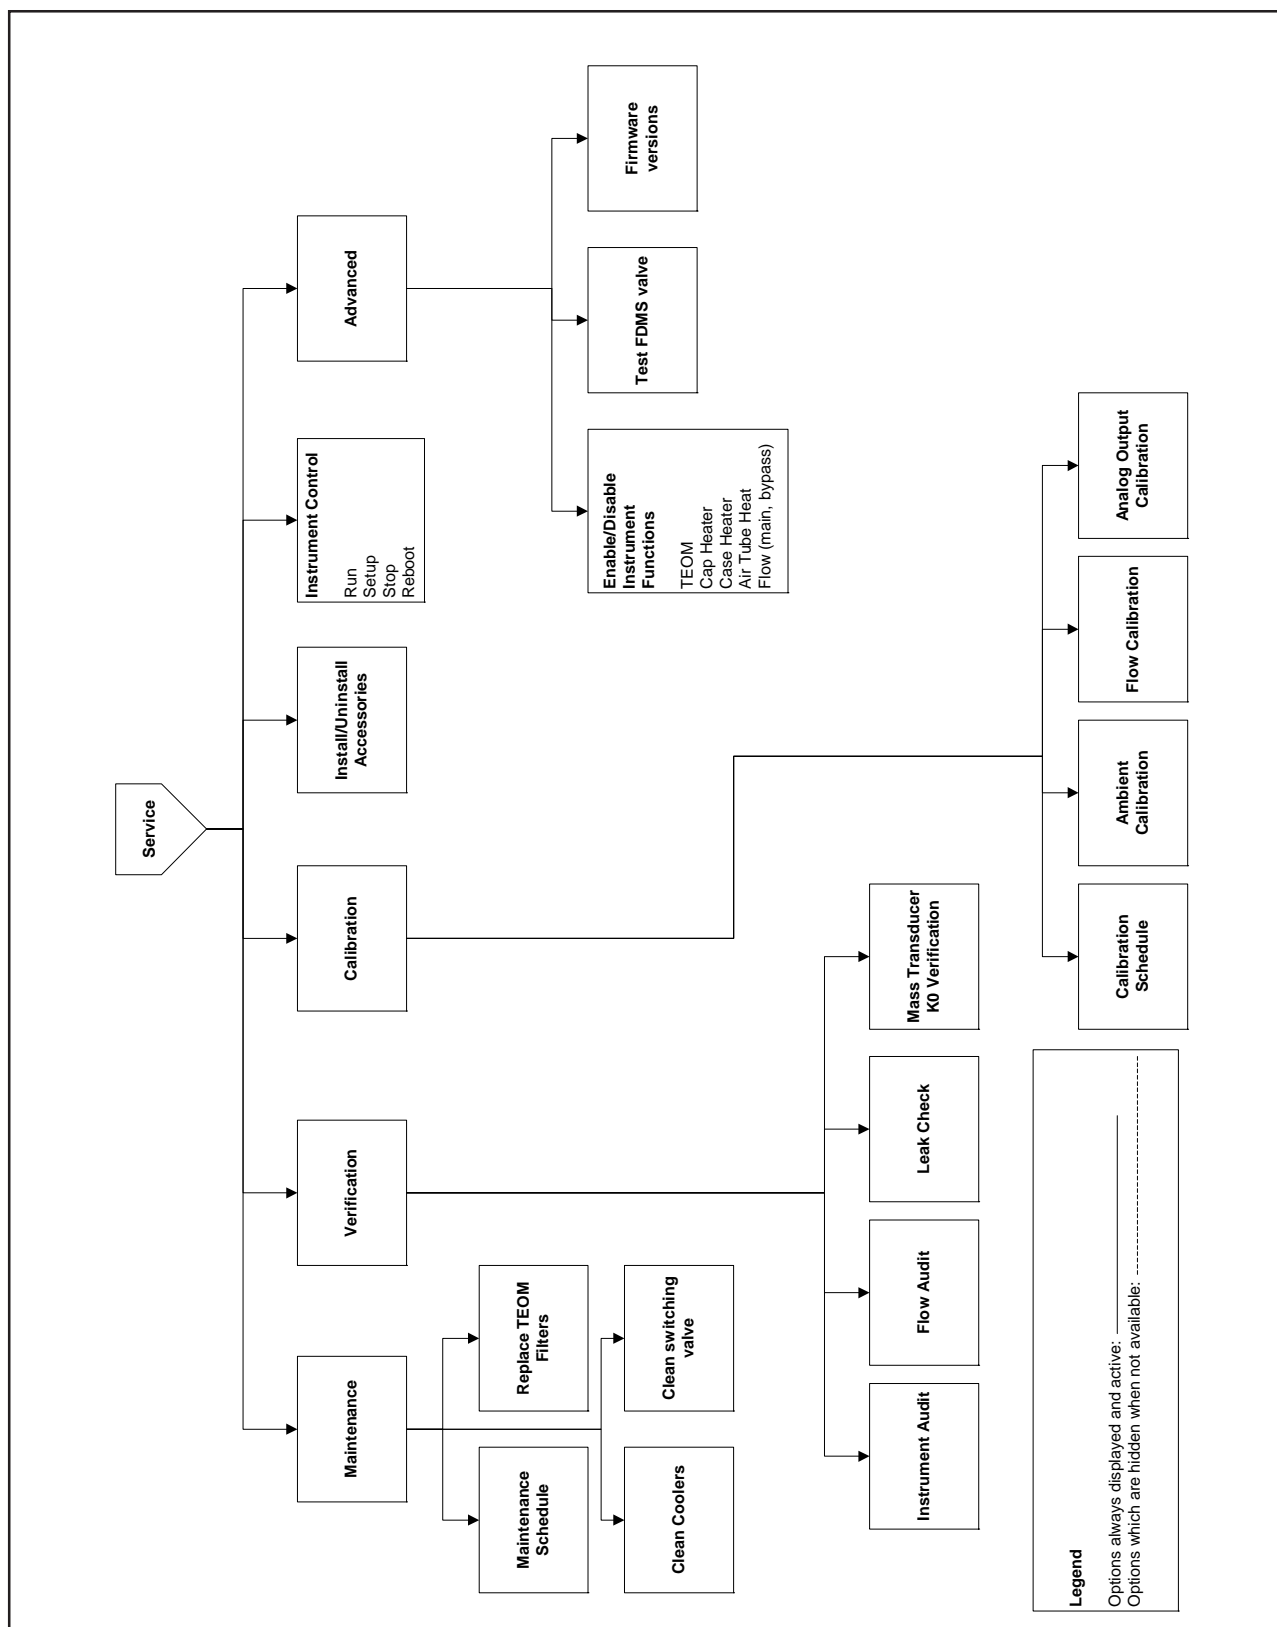 Service
Maintenance
Verification
Calibration
Install/Uninstall
Accessories
Instrument Control
Run
Setup
Stop
Reboot
Advanced
Maintenance
Schedule
Replace TEOM
Filters
Clean Coolers
Clean switching
valve
Enable/Disable
Instrument
Functions
TEOM
Cap Heater
Case Heater
Air Tube Heat
Flow (main, bypass)
Test FDMS valve
Firmware
versions
Instrument Audit
Flow Audit
Leak Check
Mass Transducer
K0 Verification
Calibration
Schedule
Ambient
Calibration
Flow Calibration
Analog Output
Calibration
Legend
Options always displayed and active:
Options which are hidden when not available: